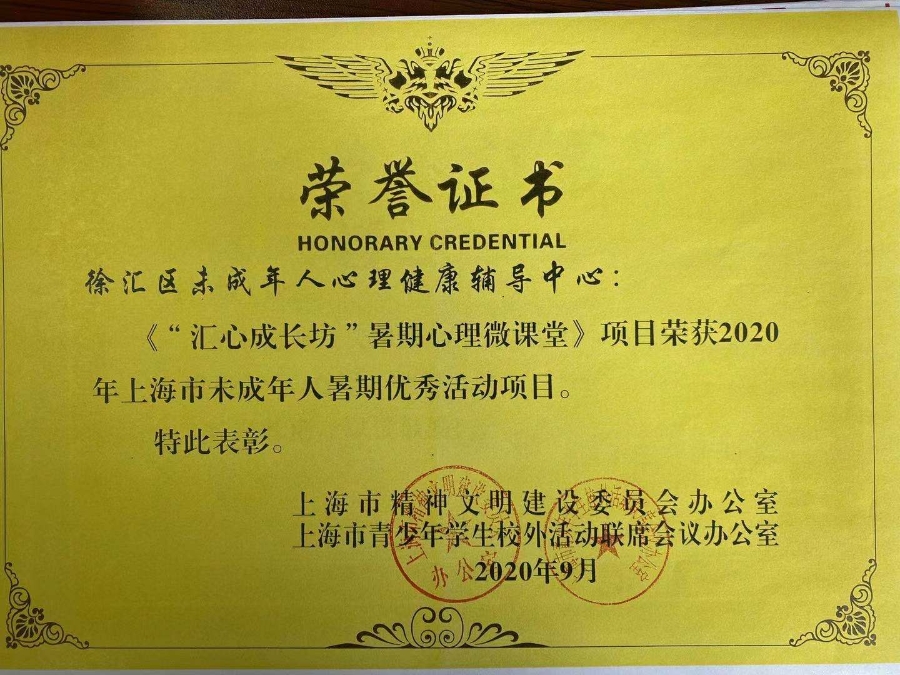 荣誉证书
HONORARY CREDENTIAL
徐汇区未成年人心理健康辅导中心：
《“汇心成长坊”暑期心理微课堂》项目荣获2020
年上海市未成年人暑期优秀活动项目。
特此表彰。
上海市精神文明建设委员会办公室
上海市青少年学生校外活动联席会议办公室
2020年9月
办公室